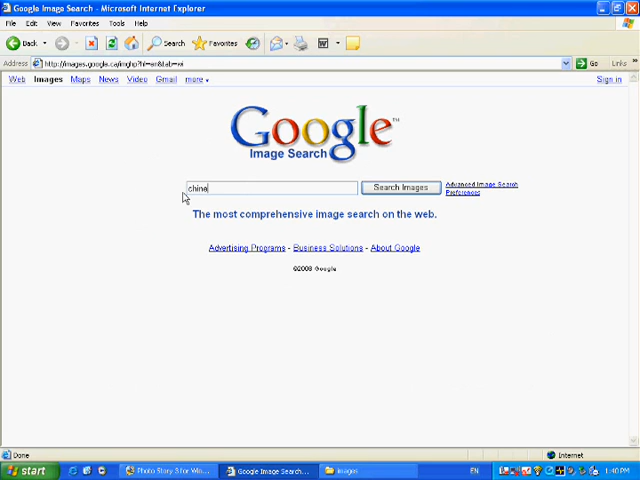 Google Image Search - Microsoft Internet Explorer
File Edit View Favorites Tools Help
Back Search Favorites
Address http://images.google.ca/imghp?hl=en&tab=wi Go Links »
Web Images Maps News Video Gmail more Sign in
Google™
Image Search
china Search Images Advanced Image Search
Preferences
The most comprehensive image search on the web.
Advertising Programs - Business Solutions - About Google
©2008 Google
Done Internet
start Photo Story 3 for Win... Google Image Search... images EN 1:40 PM